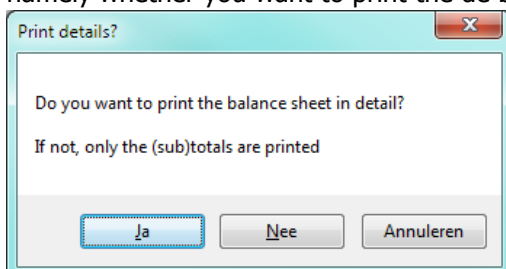 namely whether you want to print the de b
Print details?
Do you want to print the balance sheet in detail?
If not, only the (sub)totals are printed
Ja Nee Annuleren